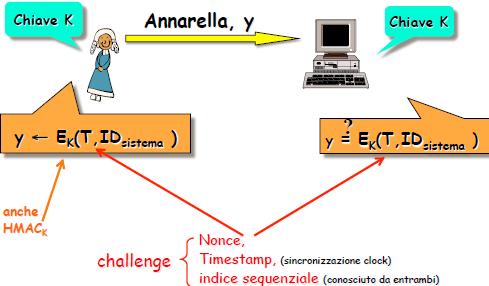 Chiave K
Annarella, y
Chiave K
y ← EK(T,IDsistema )
y ≟ EK(T,IDsistema )
anche
HMACK
challenge
Nonce,
Timestamp, (sincronizzazione clock)
indice sequenziale (conosciuto da entrambi)